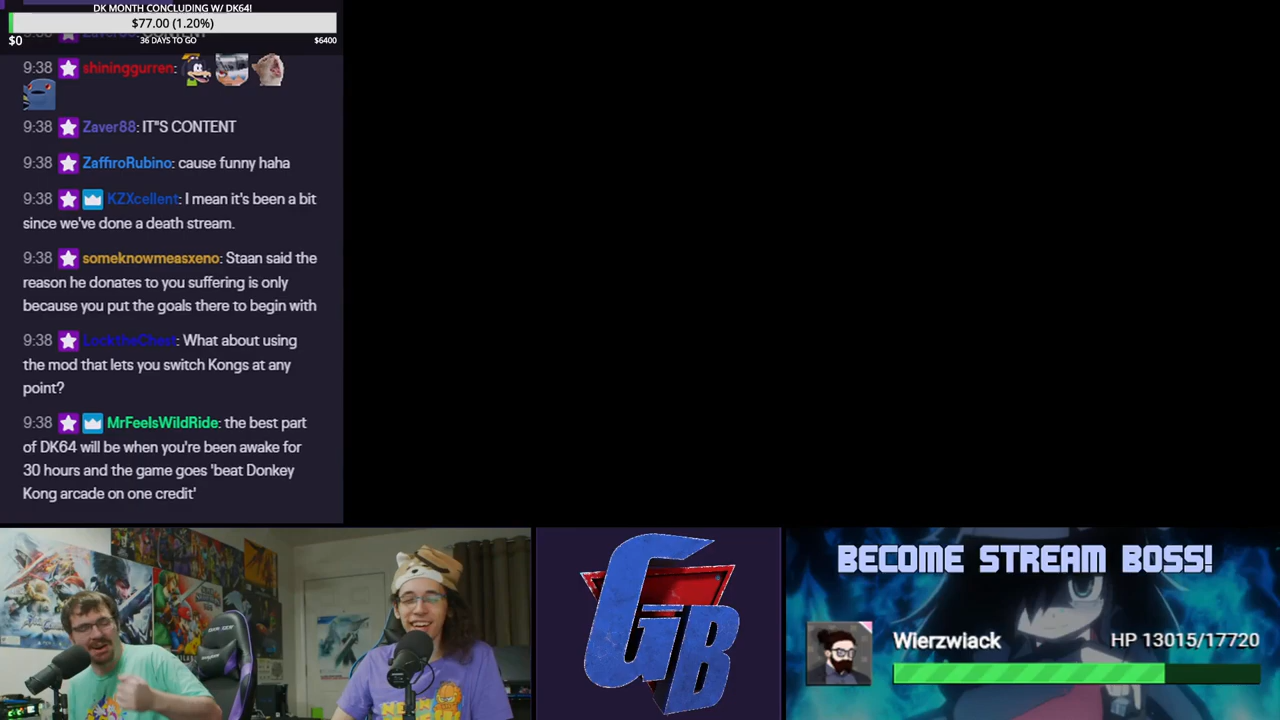 DK MONTH CONCLUDING W/ DK64!
$77.00 (1.20%)
$0
36 DAYS TO GO
$6400
9:38 Zaver88: CONTENT
9:38 shininggurren:
9:38 Zaver88: IT"S CONTENT
9:38 ZaffiroRubino: cause funny haha
9:38 KZXcellent: I mean it's been a bit
since we've done a death stream.
9:38 someknowmeasxeno: Staan said the
reason he donates to you suffering is only
because you put the goals there to begin with
9:38 LocktheChest: What about using
the mod that lets you switch Kongs at any
point?
9:38 MrFeelsWildRide: the best part
of DK64 will be when you're been awake for
30 hours and the game goes 'beat Donkey
Kong arcade on one credit'
GB
BECOME STREAM BOSS!
Wierzwiack
HP 13015/17720